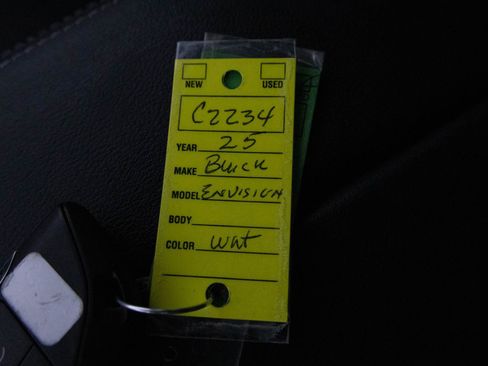 NEW USED
C2234
YEAR 25
MAKE Buick
MODEL ENVISION
BODY
COLOR WHT